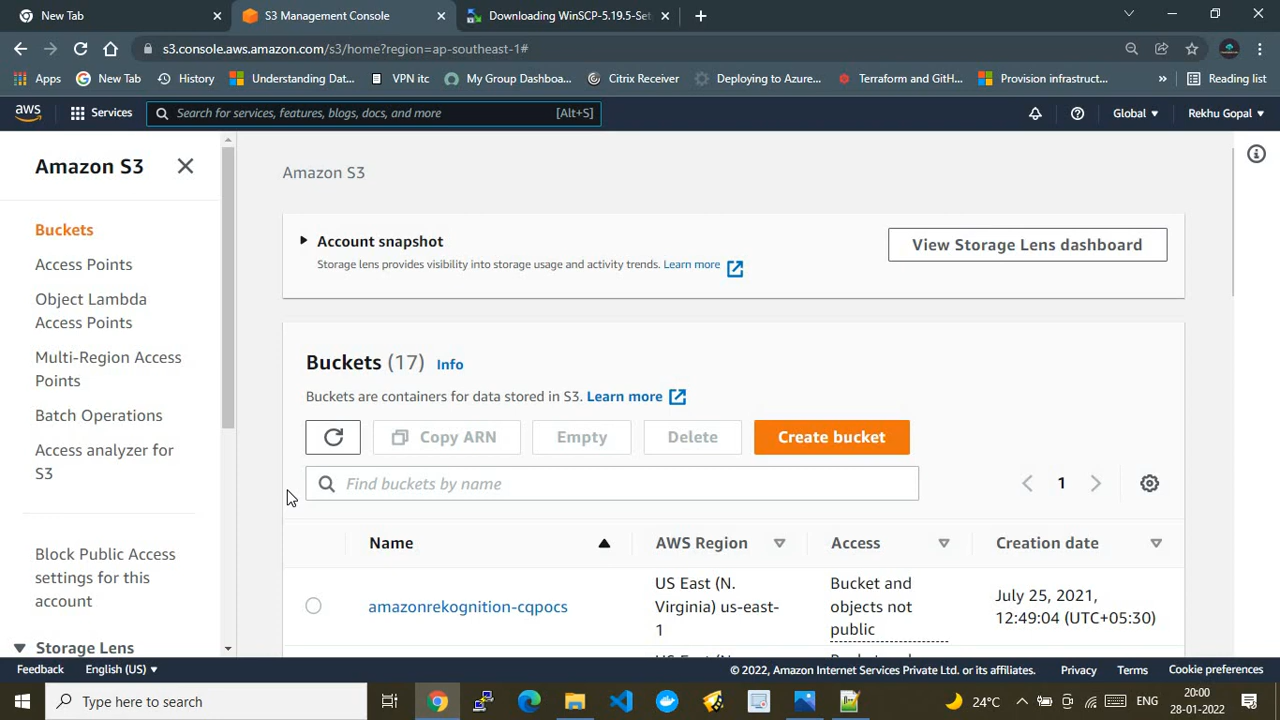 New Tab
S3 Management Console
Downloading WinSCP-5.19.5-Set
s3.console.aws.amazon.com/s3/home?region=ap-southeast-1#
Apps
New Tab
History
Understanding Dat...
VPN itc
My Group Dashboa...
Citrix Receiver
Deploying to Azure...
Terraform and GitH...
Provision infrastruct...
»
Reading list
aws
Services
Search for services, features, blogs, docs, and more
[Alt+S]
Global
Rekhu Gopal
Amazon S3
Buckets
Access Points
Object Lambda
Access Points
Multi-Region Access
Points
Batch Operations
Access analyzer for
S3
Block Public Access
settings for this
account
Storage Lens
Amazon S3
Account snapshot
Storage lens provides visibility into storage usage and activity trends. Learn more
View Storage Lens dashboard
Buckets (17) Info
Buckets are containers for data stored in S3. Learn more
Copy ARN
Empty
Delete
Create bucket
Find buckets by name
1
Name
AWS Region
Access
Creation date
amazonrekognition-cqpocs
US East (N.
Virginia) us-east-
1
Bucket and
objects not
public
July 25, 2021,
12:49:04 (UTC+05:30)
Feedback
English (US)
© 2022, Amazon Internet Services Private Ltd. or its affiliates.
Privacy
Terms
Cookie preferences
Type here to search
24°C
ENG
20:00
28-01-2022